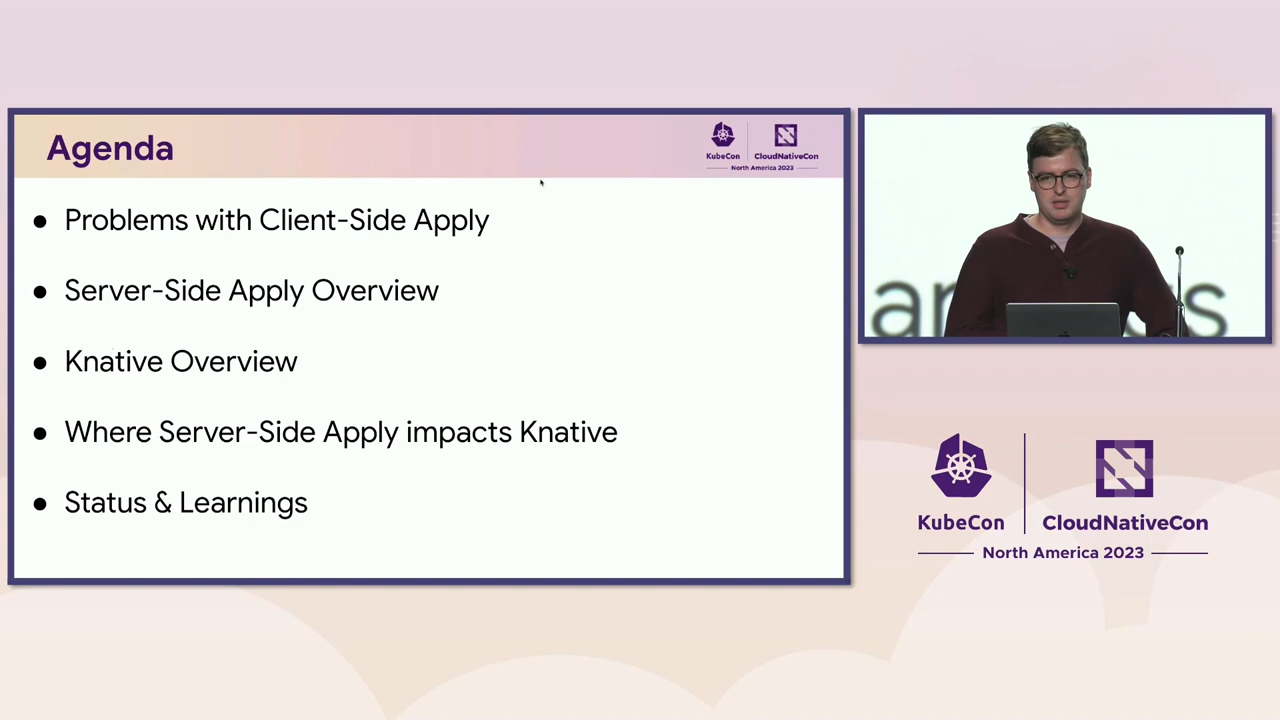 Agenda
KubeCon
CloudNativeCon
North America 2023
● Problems with Client-Side Apply
● Server-Side Apply Overview
● Knative Overview
● Where Server-Side Apply impacts Knative
● Status & Learnings
KubeCon
CloudNativeCon
North America 2023